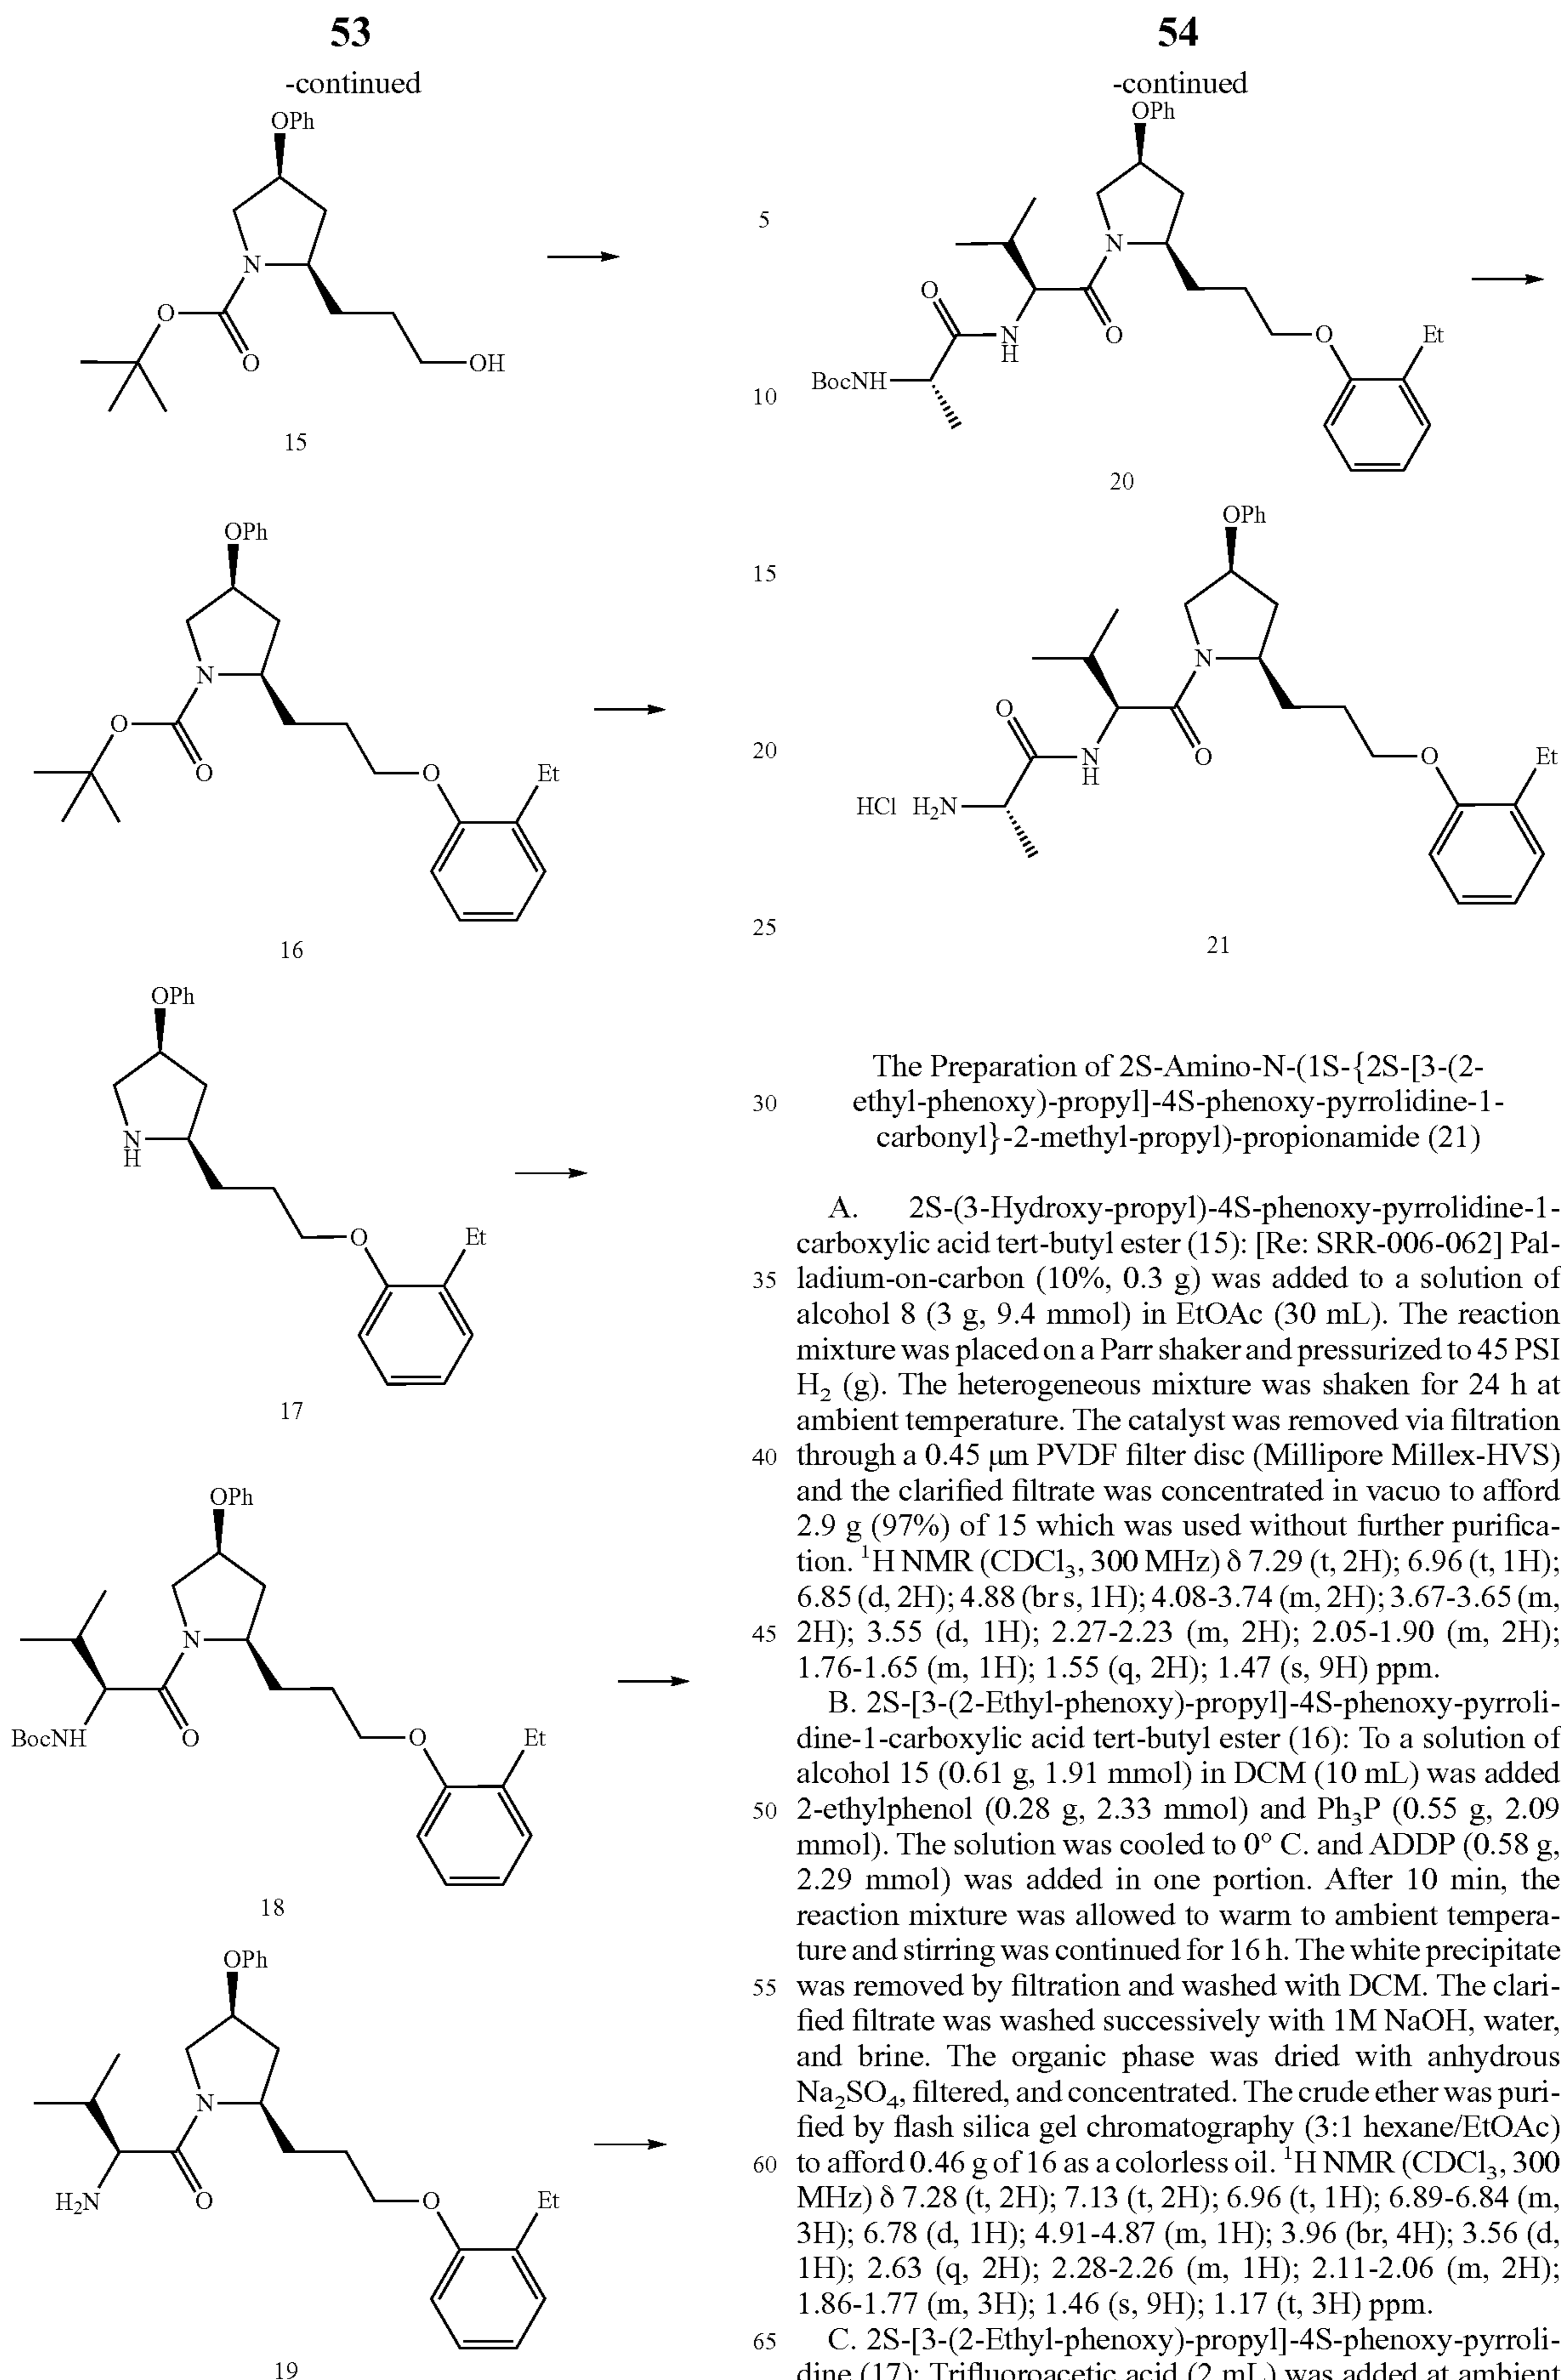 53
-continued
OPh
N
O
O
OH
15
OPh
N
O
O
O
Et
16
OPh
N
H
O
Et
17
OPh
N
BocNH
O
O
Et
18
OPh
N
H₂N
O
O
Et
19
54
-continued
OPh
N
O
N
H
O
O
Et
BocNH
20
OPh
N
O
N
H
O
O
Et
HCl H₂N
21
5
10
15
20
25
The Preparation of 2S-Amino-N-(1S-{2S-[3-(2-
30 ethyl-phenoxy)-propyl]-4S-phenoxy-pyrrolidine-1-
carbonyl}-2-methyl-propyl)-propionamide (21)
A. 2S-(3-Hydroxy-propyl)-4S-phenoxy-pyrrolidine-1-
carboxylic acid tert-butyl ester (15): [Re: SRR-006-062] Pal-
35 ladium-on-carbon (10%, 0.3 g) was added to a solution of
alcohol 8 (3 g, 9.4 mmol) in EtOAc (30 mL). The reaction
mixture was placed on a Parr shaker and pressurized to 45 PSI
H₂ (g). The heterogeneous mixture was shaken for 24 h at
ambient temperature. The catalyst was removed via filtration
40 through a 0.45 μm PVDF filter disc (Millipore Millex-HVS)
and the clarified filtrate was concentrated in vacuo to afford
2.9 g (97%) of 15 which was used without further purifica-
tion. ¹H NMR (CDCl₃, 300 MHz) δ 7.29 (t, 2H); 6.96 (t, 1H);
6.85 (d, 2H); 4.88 (br s, 1H); 4.08-3.74 (m, 2H); 3.67-3.65 (m,
45 2H); 3.55 (d, 1H); 2.27-2.23 (m, 2H); 2.05-1.90 (m, 2H);
1.76-1.65 (m, 1H); 1.55 (q, 2H); 1.47 (s, 9H) ppm.
B. 2S-[3-(2-Ethyl-phenoxy)-propyl]-4S-phenoxy-pyrroli-
dine-1-carboxylic acid tert-butyl ester (16): To a solution of
alcohol 15 (0.61 g, 1.91 mmol) in DCM (10 mL) was added
50 2-ethylphenol (0.28 g, 2.33 mmol) and Ph₃P (0.55 g, 2.09
mmol). The solution was cooled to 0° C. and ADDP (0.58 g,
2.29 mmol) was added in one portion. After 10 min, the
reaction mixture was allowed to warm to ambient tempera-
ture and stirring was continued for 16 h. The white precipitate
55 was removed by filtration and washed with DCM. The clari-
fied filtrate was washed successively with 1M NaOH, water,
and brine. The organic phase was dried with anhydrous
Na₂SO₄, filtered, and concentrated. The crude ether was puri-
fied by flash silica gel chromatography (3:1 hexane/EtOAc)
60 to afford 0.46 g of 16 as a colorless oil. ¹H NMR (CDCl₃, 300
MHz) δ 7.28 (t, 2H); 7.13 (t, 2H); 6.96 (t, 1H); 6.89-6.84 (m,
3H); 6.78 (d, 1H); 4.91-4.87 (m, 1H); 3.96 (br, 4H); 3.56 (d,
1H); 2.63 (q, 2H); 2.28-2.26 (m, 1H); 2.11-2.06 (m, 2H);
1.86-1.77 (m, 3H); 1.46 (s, 9H); 1.17 (t, 3H) ppm.
65 C. 2S-[3-(2-Ethyl-phenoxy)-propyl]-4S-phenoxy-pyrroli-
dine (17): Trifluoroacetic acid (2 mL) was added at ambient